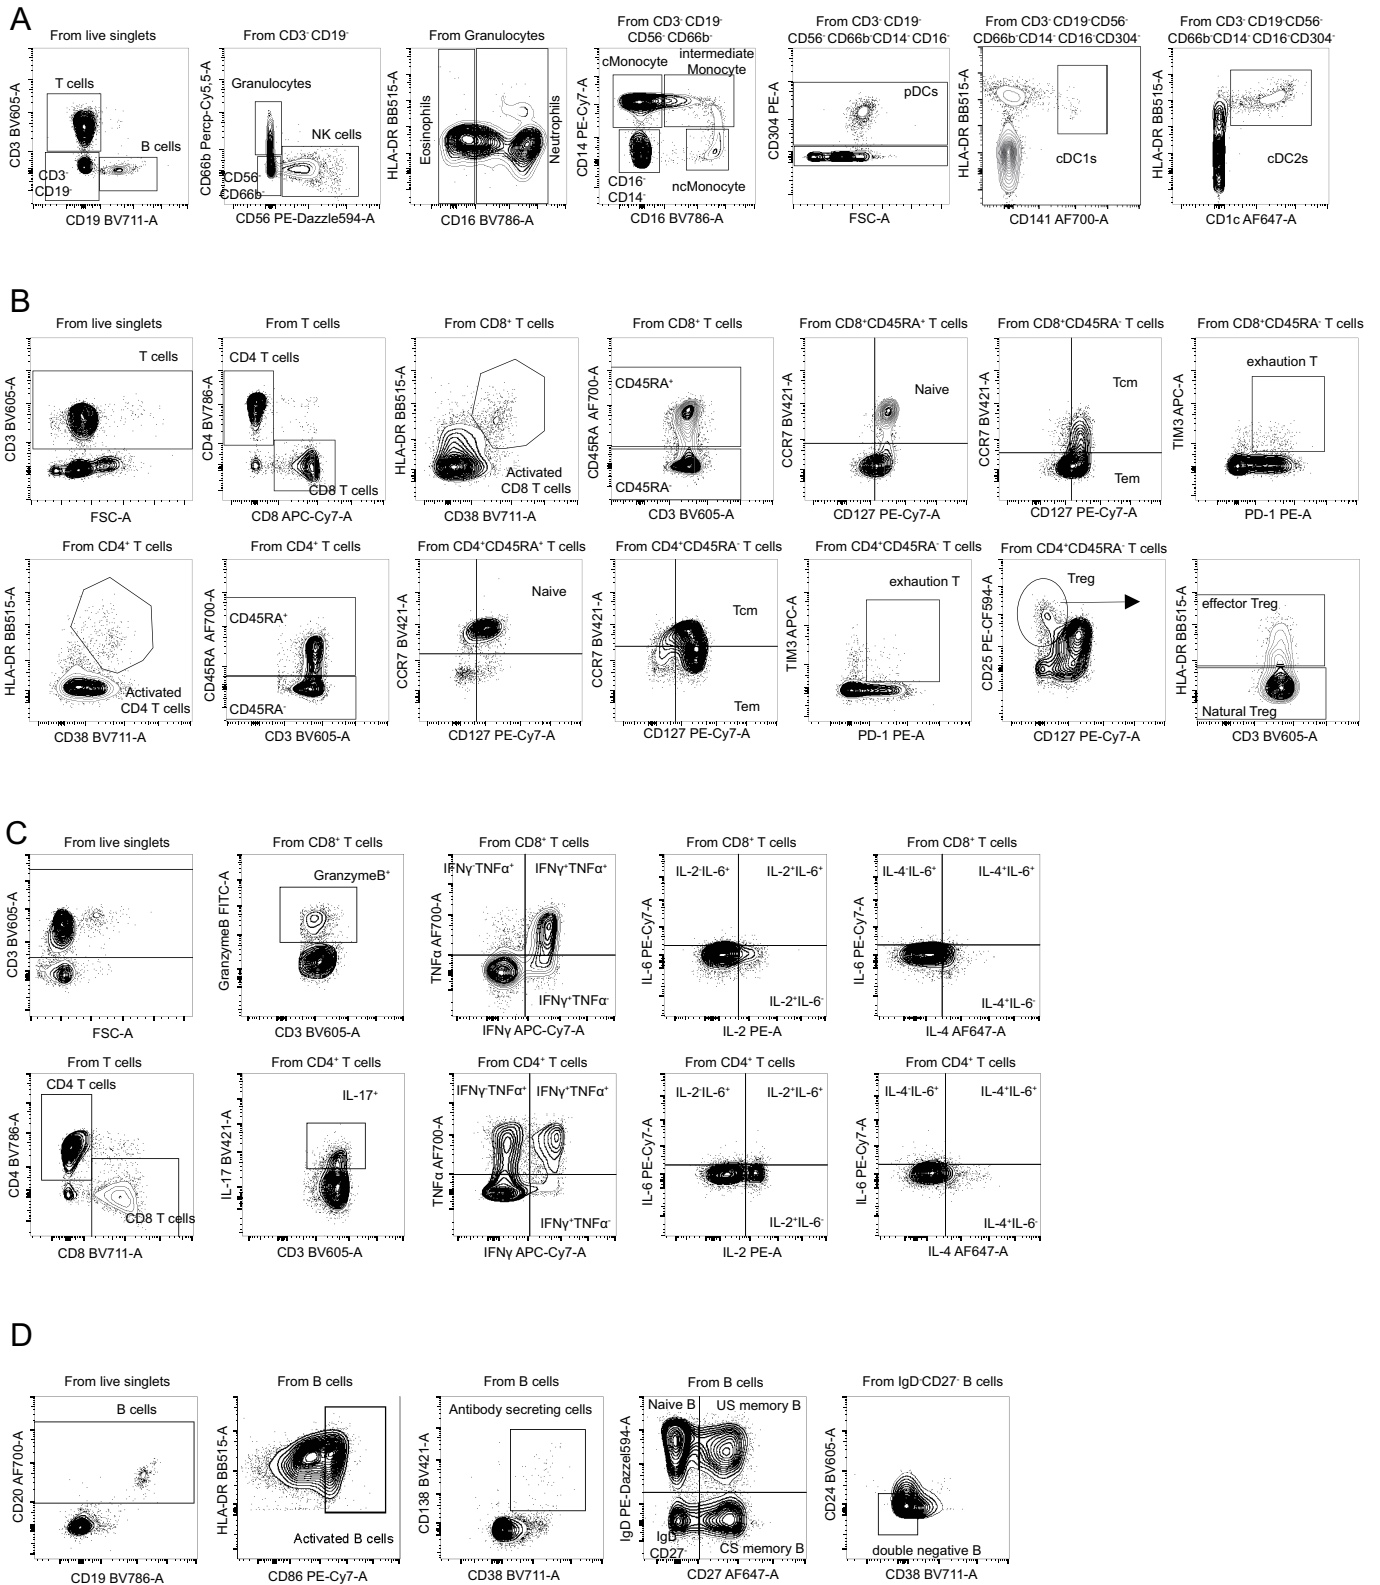 A
From live singlets
T cells
B cells
CD3-
CD19-
CD3 BV605-A
CD19 BV711-A
From CD3- CD19-
Granulocytes
NK cells
CD56-
CD66b-
CD66b Percp-Cy5,5-A
CD56 PE-Dazzle594-A
From Granulocytes
Eosinophils
Neutrophils
HLA-DR BB515-A
CD16 BV786-A
From CD3- CD19-
CD56- CD66b-
cMonocyte
intermediate
Monocyte
CD16-
CD14-
ncMonocyte
CD14 PE-Cy7-A
CD16 BV786-A
From CD3- CD19-
CD56- CD66b-CD14- CD16-
pDCs
CD304 PE-A
FSC-A
From CD3- CD19-CD56-
CD66b-CD14- CD16-CD304-
cDC1s
HLA-DR BB515-A
CD141 AF700-A
From CD3- CD19-CD56-
CD66b-CD14- CD16-CD304-
cDC2s
HLA-DR BB515-A
CD1c AF647-A
B
From live singlets
T cells
CD3 BV605-A
FSC-A
From T cells
CD4 T cells
CD8 T cells
CD4 BV786-A
CD8 APC-Cy7-A
From CD8+ T cells
Activated
CD8 T cells
HLA-DR BB515-A
CD38 BV711-A
From CD8+ T cells
CD45RA+
CD45RA-
CD45RA AF700-A
CD3 BV605-A
From CD8+CD45RA+ T cells
Naive
CCR7 BV421-A
CD127 PE-Cy7-A
From CD8+CD45RA- T cells
Tcm
Tem
CCR7 BV421-A
CD127 PE-Cy7-A
From CD8+CD45RA- T cells
exhaution T
TIM3 APC-A
PD-1 PE-A
From CD4+ T cells
Activated
CD4 T cells
HLA-DR BB515-A
CD38 BV711-A
From CD4+ T cells
CD45RA+
CD45RA-
CD45RA AF700-A
CD3 BV605-A
From CD4+CD45RA+ T cells
Naive
CCR7 BV421-A
CD127 PE-Cy7-A
From CD4+CD45RA- T cells
Tcm
Tem
CCR7 BV421-A
CD127 PE-Cy7-A
From CD4+CD45RA- T cells
exhaution T
TIM3 APC-A
PD-1 PE-A
From CD4+CD45RA- T cells
Treg
CD25 PE-CF594-A
CD127 PE-Cy7-A
effector Treg
Natural Treg
HLA-DR BB515-A
CD3 BV605-A
C
From live singlets
CD3 BV605-A
FSC-A
From CD8+ T cells
GranzymeB+
GranzymeB FITC-A
CD3 BV605-A
From CD8+ T cells
IFNγ-TNFα+
IFNγ+TNFα+
IFNγ+TNFα-
TNFα AF700-A
IFNγ APC-Cy7-A
From CD8+ T cells
IL-2-IL-6+
IL-2+IL-6+
IL-2+IL-6-
IL-6 PE-Cy7-A
IL-2 PE-A
From CD8+ T cells
IL-4-IL-6+
IL-4+IL-6+
IL-4+IL-6-
IL-6 PE-Cy7-A
IL-4 AF647-A
From T cells
CD4 T cells
CD8 T cells
CD4 BV786-A
CD8 BV711-A
From CD4+ T cells
IL-17+
IL-17 BV421-A
CD3 BV605-A
From CD4+ T cells
IFNγ-TNFα+
IFNγ+TNFα+
IFNγ+TNFα-
TNFα AF700-A
IFNγ APC-Cy7-A
From CD4+ T cells
IL-2-IL-6+
IL-2+IL-6+
IL-2+IL-6-
IL-6 PE-Cy7-A
IL-2 PE-A
From CD4+ T cells
IL-4-IL-6+
IL-4+IL-6+
IL-4+IL-6-
IL-6 PE-Cy7-A
IL-4 AF647-A
D
From live singlets
B cells
CD20 AF700-A
CD19 BV786-A
From B cells
Activated B cells
HLA-DR BB515-A
CD86 PE-Cy7-A
From B cells
Antibody secreting cells
CD138 BV421-A
CD38 BV711-A
From B cells
Naive B
US memory B
IgD-
CD27-
CS memory B
IgD PE-Dazzel594-A
CD27 AF647-A
From IgD-CD27- B cells
double negative B
CD24 BV605-A
CD38 BV711-A